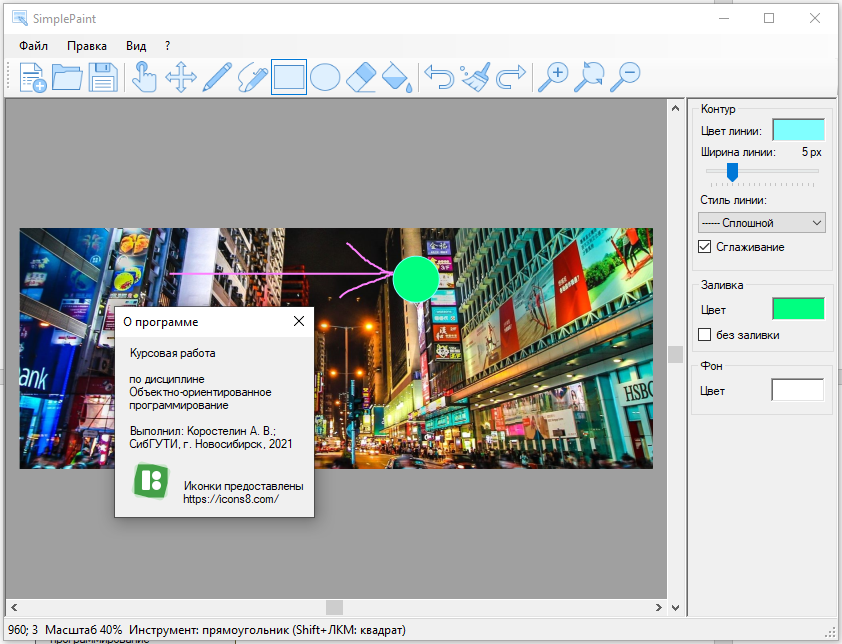 SimplePaint
Файл Правка Вид ?
Контур
Цвет линии:
Ширина линии: 5 px
Стиль линии:
----- Сплошной
Сглаживание
Заливка
Цвет
без заливки
Фон
Цвет
ank
HSBC
О программе
Курсовая работа
по дисциплине
Объектно-ориентированное
программирование
Выполнил: Коростелин А. В.;
СибГУТИ, г. Новосибирск, 2021
Иконки предоставлены
https://icons8.com/
960; 3 Масштаб 40% Инструмент: прямоугольник (Shift+ЛКМ: квадрат)